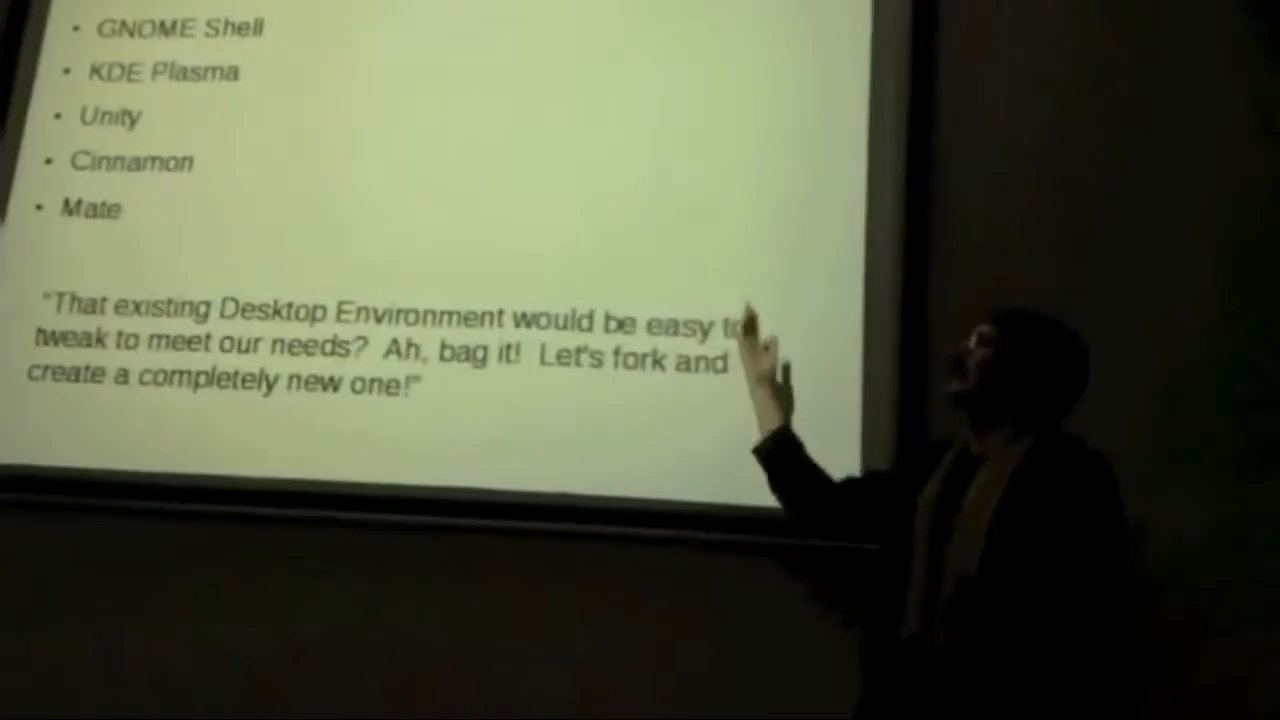 • GNOME Shell
• KDE Plasma
• Unity
• Cinnamon
• Mate
"That existing Desktop Environment would be easy to
tweak to meet our needs?  Ah, bag it!  Let's fork and
create a completely new one!"